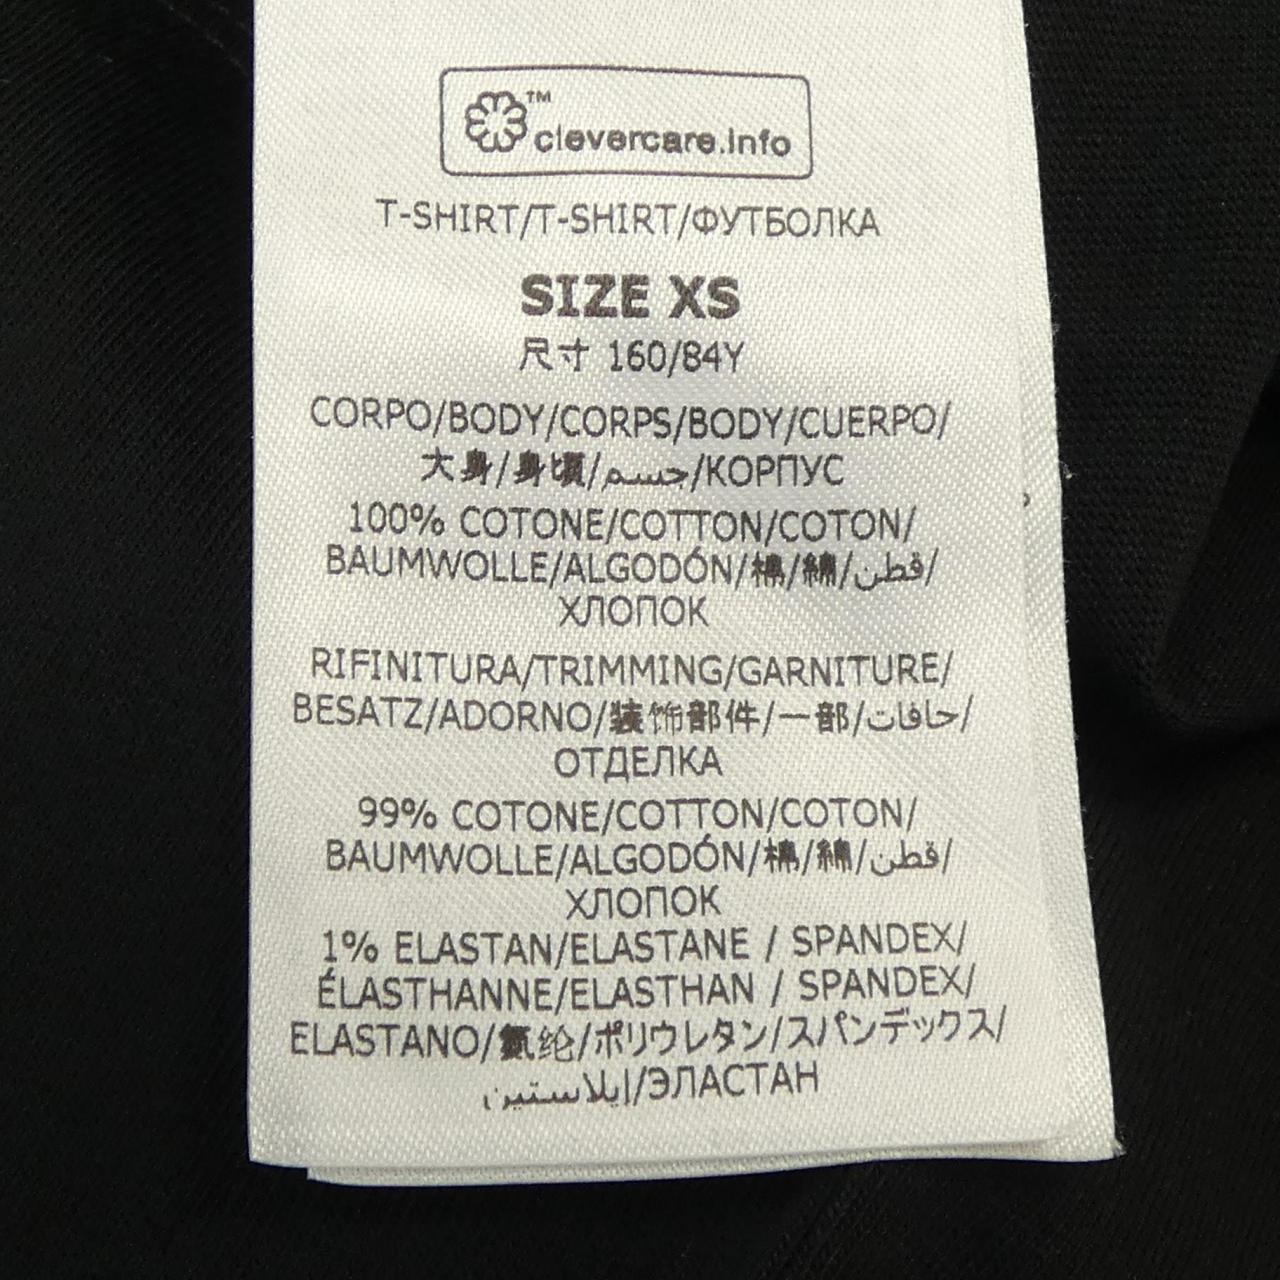 ™
clevercare.info
T-SHIRT/T-SHIRT/ФУТБОЛКА
SIZE XS
尺寸 160/84Y
CORPO/BODY/CORPS/BODY/CUERPO/
大身/身頃/جسم/КОРПУС
100% COTONE/COTTON/COTON/
BAUMWOLLE/ALGODÓN/棉/綿/قطن/
ХЛОПОК
RIFINITURA/TRIMMING/GARNITURE/
BESATZ/ADORNO/装饰部件/一部/حافات/
ОТДЕЛКА
99% COTONE/COTTON/COTON/
BAUMWOLLE/ALGODÓN/棉/綿/قطن/
ХЛОПОК
1% ELASTAN/ELASTANE / SPANDEX/
ÉLASTHANNE/ELASTHAN / SPANDEX/
ELASTANO/氨纶/ポリウレタン/スパンデックス/
إيلاستين/ЭЛАСТАН